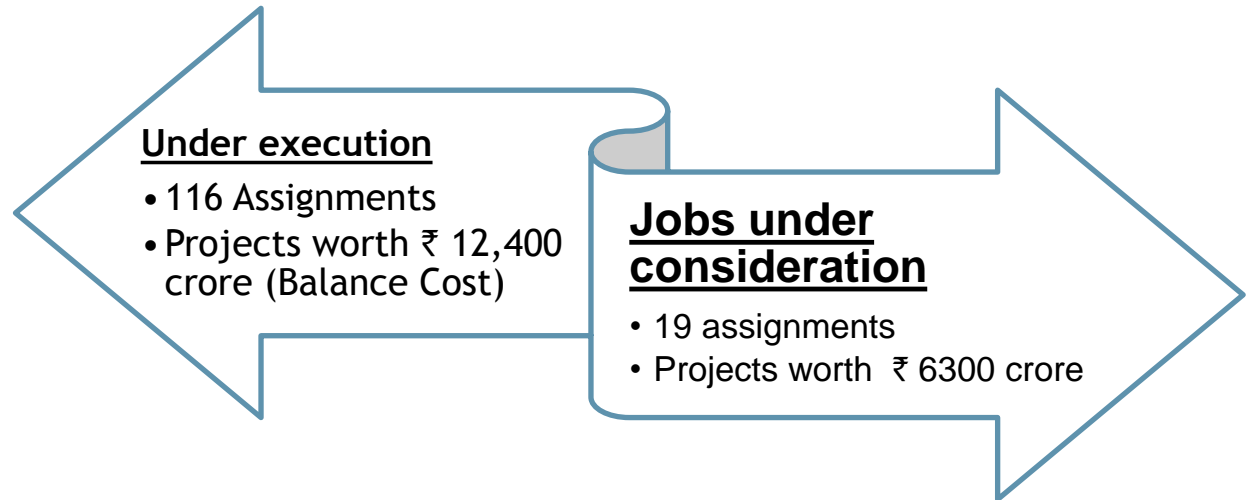 Under execution
• 116 Assignments
• Projects worth ₹ 12,400
crore (Balance Cost)
Jobs under
consideration
• 19 assignments
• Projects worth ₹ 6300 crore